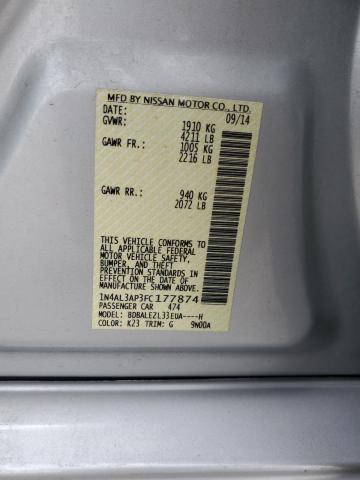 MFD BY NISSAN MOTOR CO., LTD.
DATE: 09/14
GVWR: 1910 KG
4211 LB
GAWR FR.: 1005 KG
2216 LB
GAWR RR.: 940 KG
2072 LB
THIS VEHICLE CONFORMS TO
ALL APPLICABLE FEDERAL
MOTOR VEHICLE SAFETY,
BUMPER, AND THEFT
PREVENTION STANDARDS IN
EFFECT ON THE DATE OF
MANUFACTURE SHOWN ABOVE.
1N4AL3AP3FC177874
PASSENGER CAR 474
MODEL: BDBALEZL33EUA----H
COLOR: K23 TRIM: G 9N00A